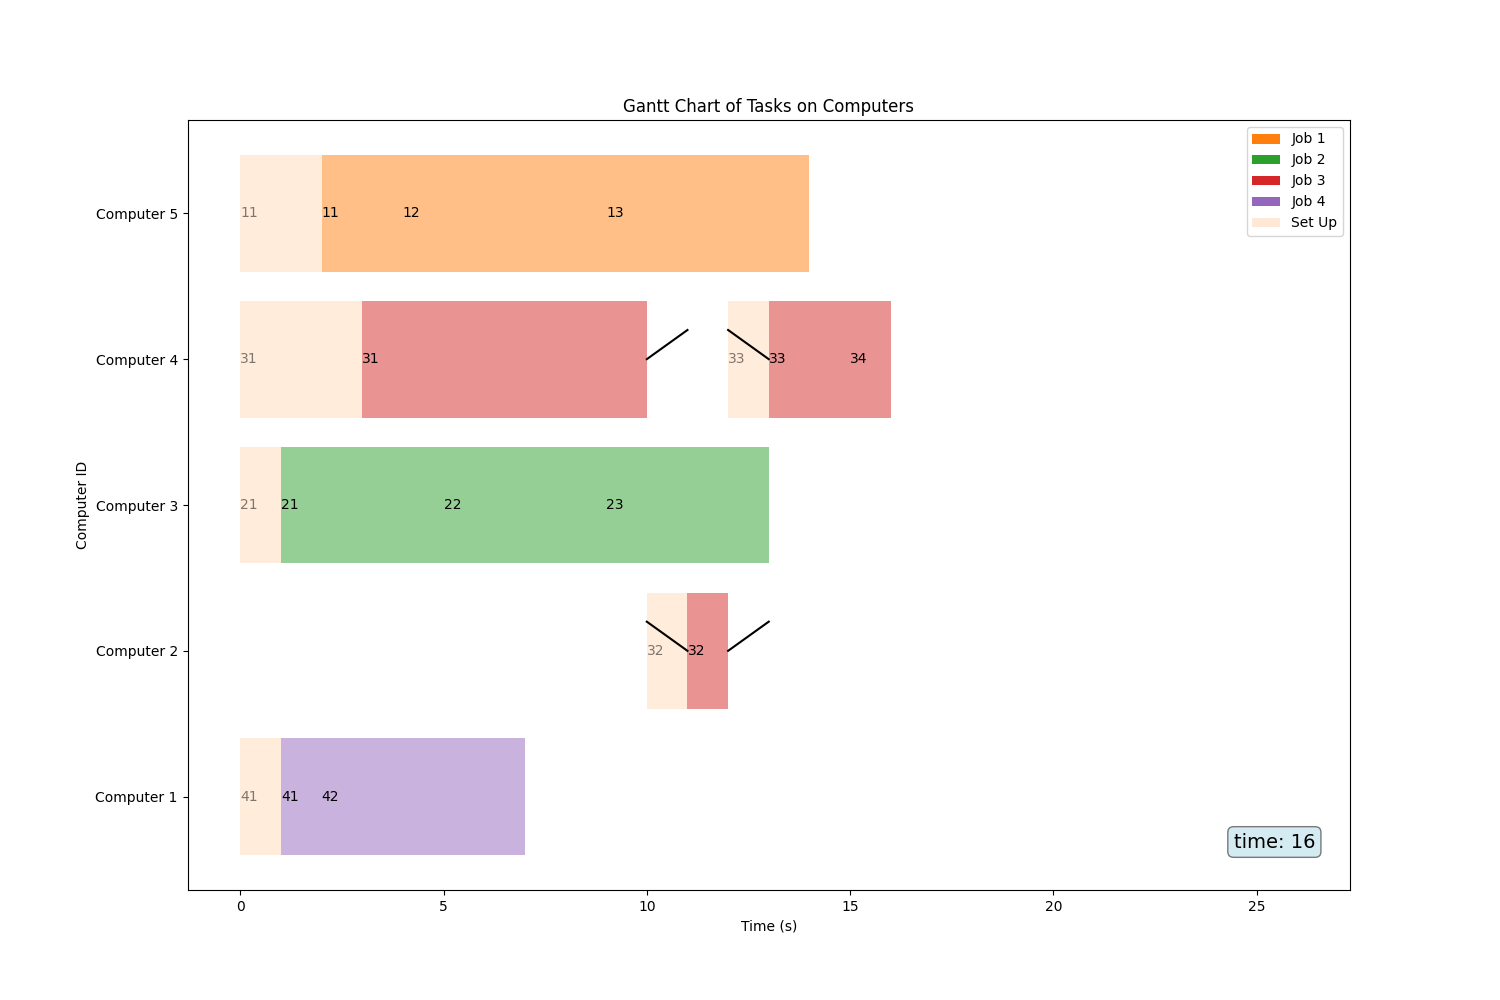 Gantt Chart of Tasks on Computers
Job 1
Job 2
Job 3
Job 4
Set Up
Computer 5
11 11 12 13
Computer 4
31 31 33 33 34
Computer 3
21 21 22 23
Computer 2
32 32
Computer 1
41 41 42
Computer ID
time: 16
0 5 10 15 20 25
Time (s)